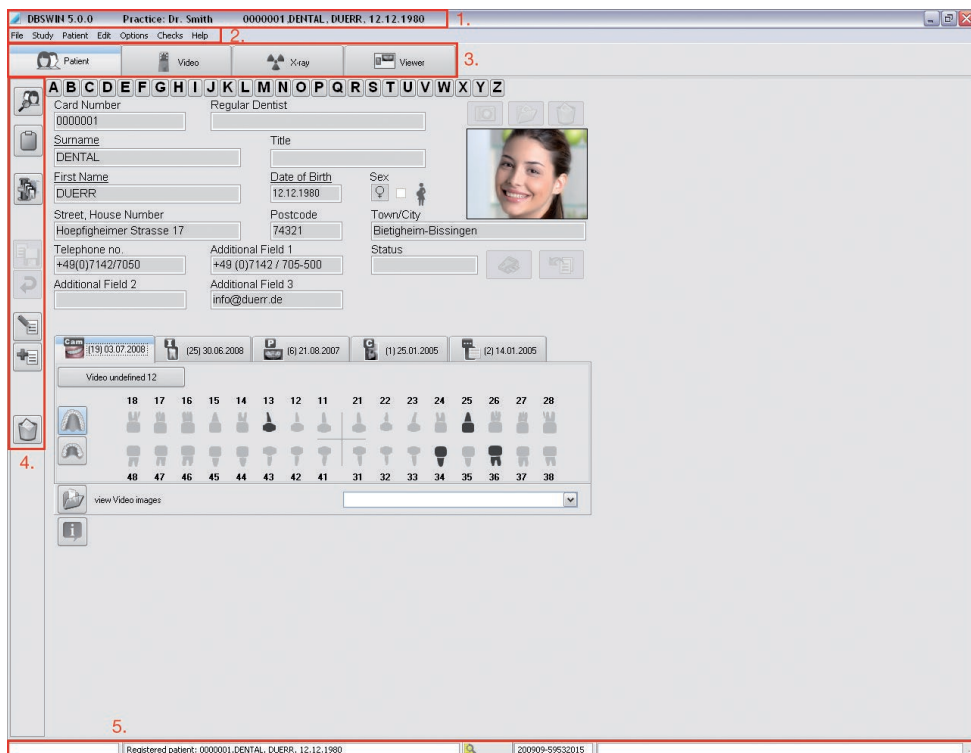 DBSWIN 5.0.0 Practice: Dr. Smith 0000001,DENTAL, DUERR, 12.12.1980 1.
File Study Patient Edit Options Checks Help 2.
Patient Video X-ray Viewer 3.
A B C D E F G H I J K L M N O P Q R S T U V W X Y Z
Card Number Regular Dentist
0000001
Surname Title
DENTAL
First Name Date of Birth Sex
DUERR 12.12.1980
Street, House Number Postcode Town/City
Hoepfigheimer Strasse 17 74321 Bietigheim-Bissingen
Telephone no. Additional Field 1 Status
+49(0)7142/7050 +49 (0)7142 / 705-500
Additional Field 2 Additional Field 3
info@duerr.de
Cam (19) 03.07.2008 I (25) 30.06.2008 P (6) 21.08.2007 C (1) 25.01.2005 (2) 14.01.2005
Video undefined 12
18 17 16 15 14 13 12 11 21 22 23 24 25 26 27 28
48 47 46 45 44 43 42 41 31 32 33 34 35 36 37 38
4.
view Video images
5.
Registered patient: 0000001,DENTAL, DUERR, 12.12.1980 200909-59532015